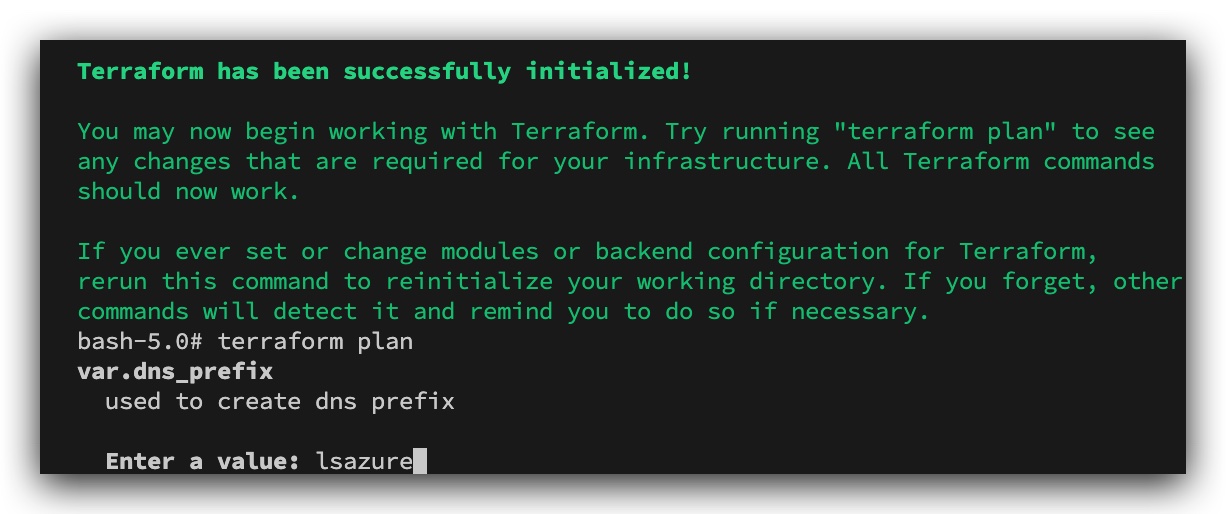 Terraform has been successfully initialized!
You may now begin working with Terraform. Try running "terraform plan" to see
any changes that are required for your infrastructure. All Terraform commands
should now work.
If you ever set or change modules or backend configuration for Terraform,
rerun this command to reinitialize your working directory. If you forget, other
commands will detect it and remind you to do so if necessary.
bash-5.0# terraform plan
var.dns_prefix
used to create dns prefix
Enter a value: lsazure